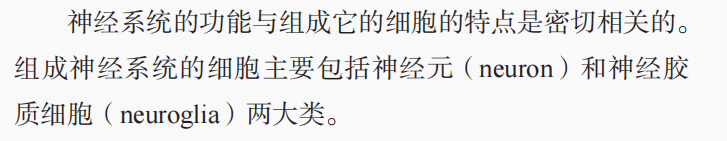 神经系统的功能与组成它的细胞的特点是密切相关的。
组成神经系统的细胞主要包括神经元（neuron）和神经胶
质细胞（neuroglia）两大类。